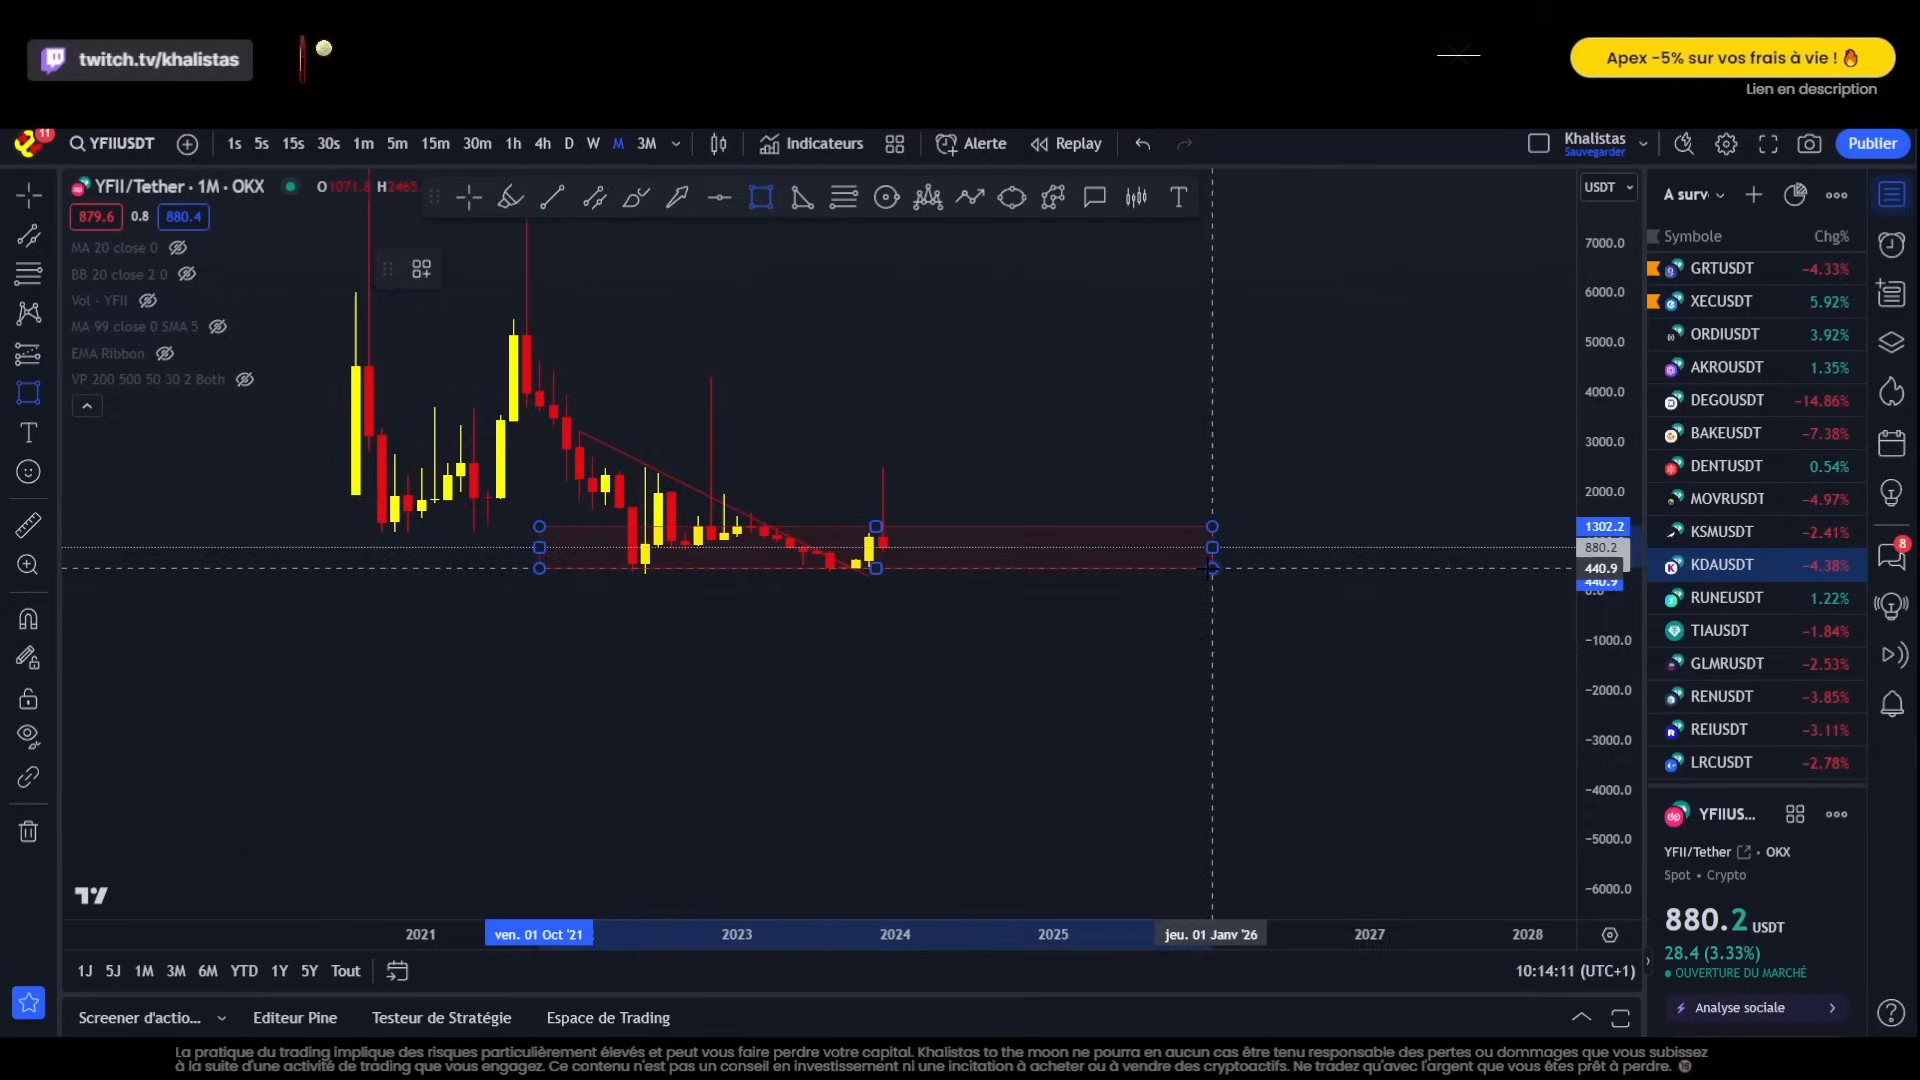 twitch.tv/khalistas
Apex -5% sur vos frais à vie !
Lien en description
11
YFIIUSDT
1s 5s 15s 30s 1m 5m 15m 30m 1h 4h D W M 3M
Indicateurs
Alerte
Replay
Khalistas
Sauvegarder
Publier
YFII/Tether · 1M · OKX
O1071.8 H2465
879.6 0.8 880.4
MA 20 close 0
BB 20 close 2 0
Vol · YFII
MA 99 close 0 SMA 5
EMA Ribbon
VP 200 500 50 30 2 Both
USDT
7000.0
6000.0
5000.0
4000.0
3000.0
2000.0
1302.2
880.2
440.9
440.9
0.0
-1000.0
-2000.0
-3000.0
-4000.0
-5000.0
-6000.0
A surv
Symbole Chg%
GRTUSDT -4.33%
XECUSDT 5.92%
ORDIUSDT 3.92%
AKROUSDT 1.35%
DEGOUSDT -14.86%
BAKEUSDT -7.38%
DENTUSDT 0.54%
MOVRUSDT -4.97%
KSMUSDT -2.41%
KDAUSDT -4.38%
RUNEUSDT 1.22%
TIAUSDT -1.84%
GLMRUSDT -2.53%
RENUSDT -3.85%
REIUSDT -3.11%
LRCUSDT -2.78%
8
YFIIUS...
YFII/Tether · OKX
Spot • Crypto
880.2 USDT
28.4 (3.33%)
OUVERTURE DU MARCHÉ
Analyse sociale
2021 ven. 01 Oct '21 2023 2024 2025 jeu. 01 Janv '26 2027 2028
1J 5J 1M 3M 6M YTD 1Y 5Y Tout
10:14:11 (UTC+1)
Screener d'actio... Editeur Pine Testeur de Stratégie Espace de Trading
La pratique du trading implique des risques particulièrement élevés et peut vous faire perdre votre capital. Khalistas to the moon ne pourra en aucun cas être tenu responsable des pertes ou dommages que vous subissez
à la suite d'une activité de trading que vous engagez. Ce contenu n'est pas un conseil en investissement ni une incitation à acheter ou à vendre des cryptoactifs. Ne tradez qu'avec l'argent que vous êtes prêt à perdre.